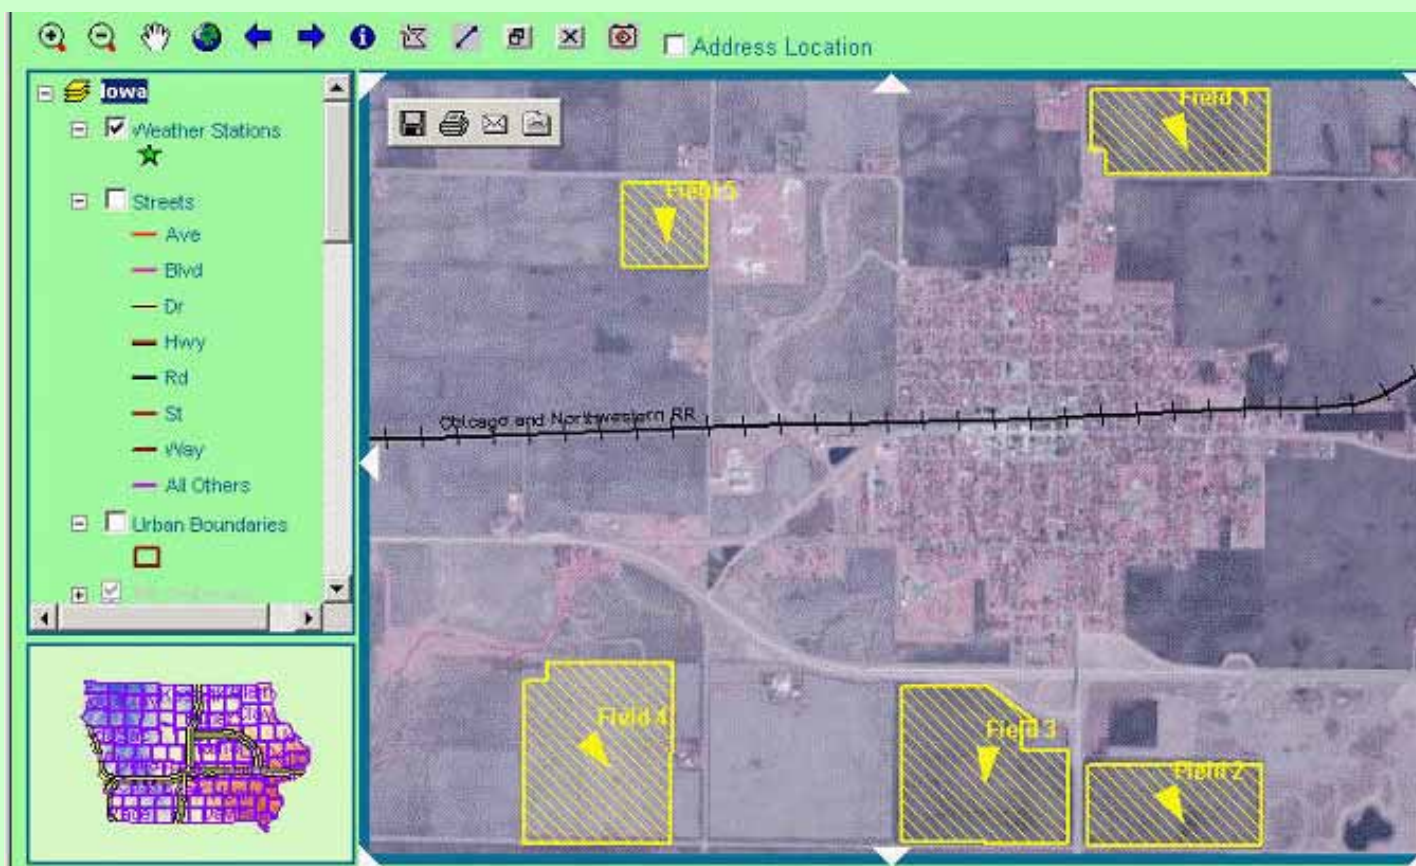 Address Location
Iowa
Weather Stations
Streets
Ave
Blvd
Dr
Hwy
Rd
St
Way
All Others
Urban Boundaries
Field 1
Field 5
Chicago and Northwestern RR
Field 4
Field 3
Field 2